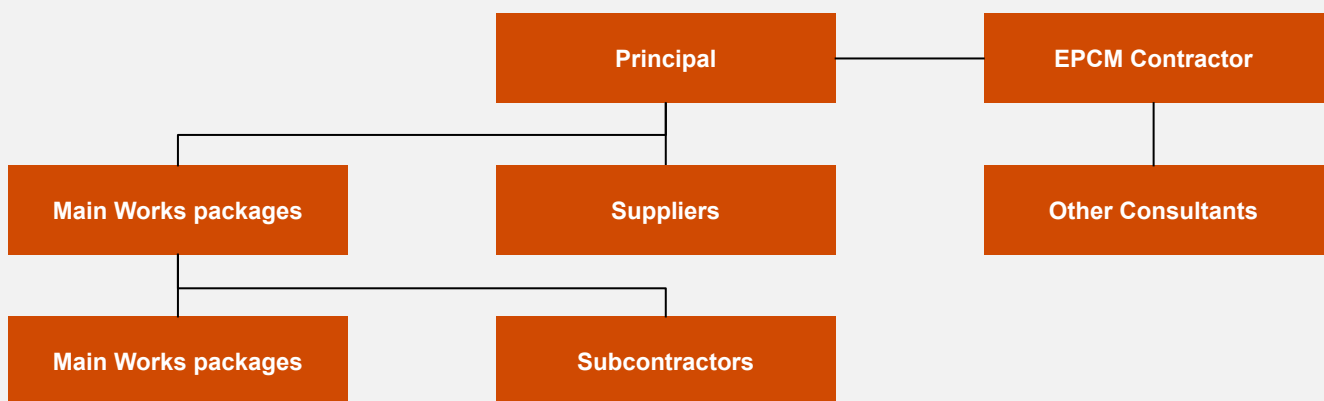 Principal
EPCM Contractor
Main Works packages
Suppliers
Other Consultants
Main Works packages
Subcontractors